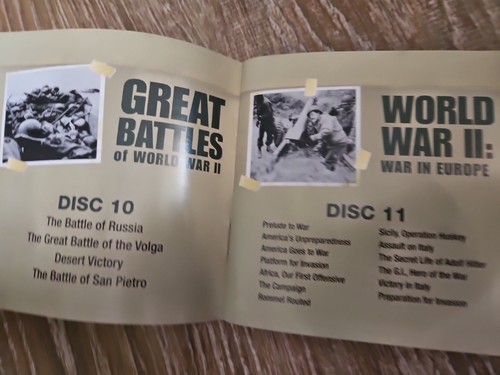 GREAT
BATTLES
of WORLD WAR II
DISC 10
The Battle of Russia
The Great Battle of the Volga
Desert Victory
The Battle of San Pietro
WORLD
WAR II:
WAR IN EUROPE
DISC 11
Prelude to War
America's Unpreparedness
America Goes to War
Platform for Invasion
Africa, Our First Offensive
The Campaign
Rommel Routed
Sicily, Operation Huskey
Assault on Italy
The Secret Life of Adolf Hitler
The G.I., Hero of the War
Victory in Italy
Preparation for Invasion